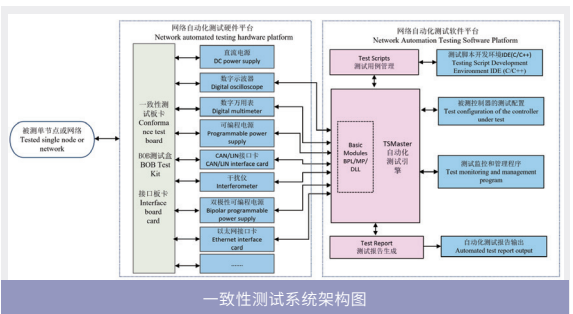 网络自动化测试硬件平台
Network automated testing hardware platform
被测单节点或网络
Tested single node or
network
一致性测
试板卡
Conforma
nce test
board
BOB测试盒
BOB Test
Kit
接口板卡
Interface
board
card
直流电源
DC power supply
数字示波器
Digital oscilloscope
数字万用表
Digital multimeter
可编程电源
Programmable power
supply
CAN/LIN接口卡
CAN/LIN interface card
干扰仪
Interferometer
双极性可编程电源
Bipolar programmable
power supply
以太网接口卡
Ethernet interface
card
......
网络自动化测试软件平台
Network Automation Testing Software Platform
Test Scripts
测试用例管理
Basic
Modules
BPL/MP/
DLL
TSMaster
自动化
测试引
擎
Test Report
测试报告生成
测试脚本开发环境IDE(C/C++)
Testing Script Development
Environment IDE (C/C++)
被测控制器的测试配置
Test configuration of the controller
under test
测试监控和管理程序
Test monitoring and management
program
自动化测试报告输出
Automated test report output
一致性测试系统架构图